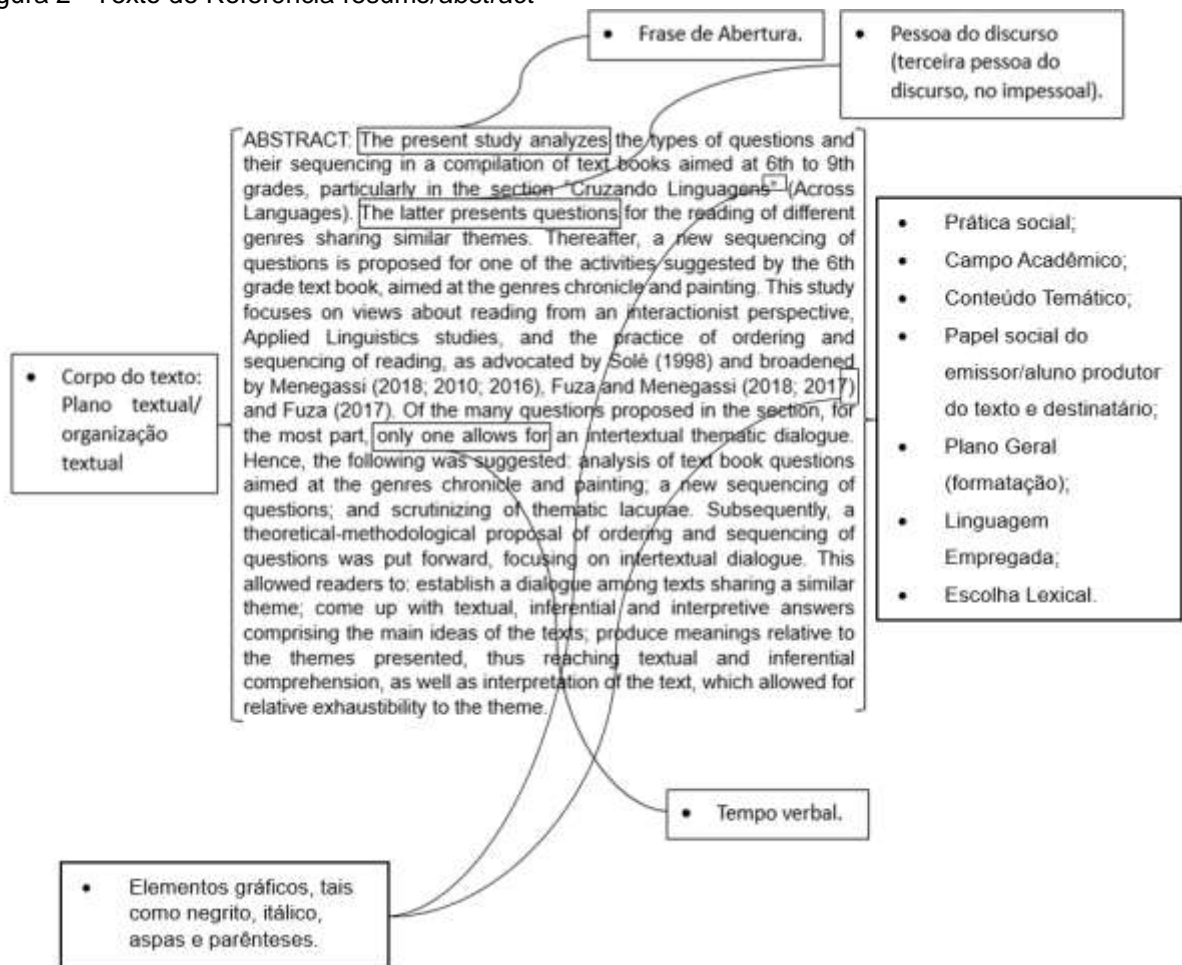 Figura 2 - Texto de Referência resumo/abstract
• Frase de Abertura.
• Pessoa do discurso
(terceira pessoa do
discurso, no impessoal).
ABSTRACT: The present study analyzes the types of questions and
their sequencing in a compilation of text books aimed at 6th to 9th
grades, particularly in the section "Cruzando Linguagens" (Across
Languages). The latter presents questions for the reading of different
genres sharing similar themes. Thereafter, a new sequencing of
questions is proposed for one of the activities suggested by the 6th
grade text book, aimed at the genres chronicle and painting. This study
focuses on views about reading from an interactionist perspective,
Applied Linguistics studies, and the practice of ordering and
sequencing of reading, as advocated by Solé (1998) and broadened
by Menegassi (2018; 2010; 2016), Fuza and Menegassi (2018; 2017)
and Fuza (2017). Of the many questions proposed in the section, for
the most part, only one allows for an intertextual thematic dialogue.
Hence, the following was suggested: analysis of text book questions
aimed at the genres chronicle and painting; a new sequencing of
questions; and scrutinizing of thematic lacunae. Subsequently, a
theoretical-methodological proposal of ordering and sequencing of
questions was put forward, focusing on intertextual dialogue. This
allowed readers to: establish a dialogue among texts sharing a similar
theme; come up with textual, inferential and interpretive answers
comprising the main ideas of the texts; produce meanings relative to
the themes presented, thus reaching textual and inferential
comprehension, as well as interpretation of the text, which allowed for
relative exhaustibility to the theme.
• Corpo do texto:
Plano textual/
organização
textual
• Prática social;
• Campo Acadêmico;
• Conteúdo Temático;
• Papel social do
emissor/aluno produtor
do texto e destinatário;
• Plano Geral
(formatação);
• Linguagem
Empregada;
• Escolha Lexical.
• Tempo verbal.
• Elementos gráficos, tais
como negrito, itálico,
aspas e parênteses.